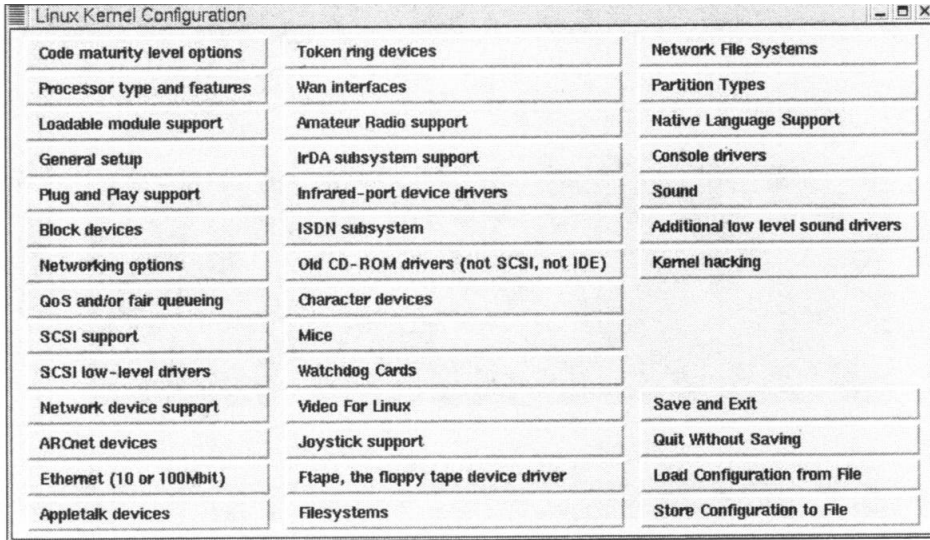 Linux Kernel Configuration
Code maturity level options
Processor type and features
Loadable module support
General setup
Plug and Play support
Block devices
Networking options
QoS and/or fair queueing
SCSI support
SCSI low-level drivers
Network device support
ARCnet devices
Ethernet (10 or 100Mbit)
Appletalk devices
Token ring devices
Wan interfaces
Amateur Radio support
IrDA subsystem support
Infrared-port device drivers
ISDN subsystem
Old CD-ROM drivers (not SCSI, not IDE)
Character devices
Mice
Watchdog Cards
Video For Linux
Joystick support
Ftape, the floppy tape device driver
Filesystems
Network File Systems
Partition Types
Native Language Support
Console drivers
Sound
Additional low level sound drivers
Kernel hacking
Save and Exit
Quit Without Saving
Load Configuration from File
Store Configuration to File